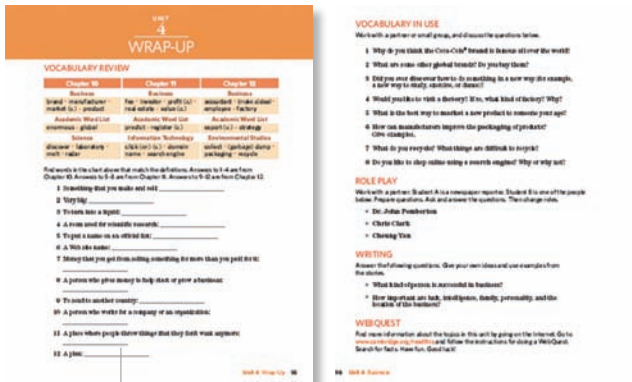 UNIT
4
WRAP-UP
VOCABULARY REVIEW
Chapter 10 Chapter 11 Chapter 12
Business Business Business
brand · manufacturer · fee · investor · profit (n.) · assistant · (take aside) ·
market (v.) · product real estate · value (n.) employee · factory
Academic Word List Academic Word List Academic Word List
enormous · global predict · register (v.) export (v.) · strategy
Science Information Technology Environmental Studies
discover · laboratory · click (on) (v.) · domain collect · (garbage) dump ·
melt · radar name · search engine packaging · recycle
Find words in the chart above that match the definitions. Answers to 1–4 are from
Chapter 10. Answers to 5–8 are from Chapter 11. Answers to 9–12 are from Chapter 12.
1 Something that you make and sell:
2 Very big:
3 To turn into a liquid:
4 A room used for scientific research:
5 To put a name on an official list:
6 A Web site name:
7 Money that you get from selling something for more than you paid for it:
8 A person who gives money to help start or grow a business:
9 To send to another country:
10 A person who works for a company or an organization:
11 A place where people throw things that they don't want anymore:
12 A plan:
Unit 4 Wrap-Up 95
VOCABULARY IN USE
Work with a partner or small group, and discuss the questions below.
1 Why do you think the Coca-Cola® brand is famous all over the world?
2 What are some other global brands? Do you buy them?
3 Did you ever discover how to do something in a new way (for example,
a new way to study, exercise, or dance)?
4 Would you like to visit a factory? If so, what kind of factory? Why?
5 What is the best way to market a new product to someone your age?
6 How can manufacturers improve the packaging of products?
Give examples.
7 What do you recycle? What things are difficult to recycle?
8 Do you like to shop online using a search engine? Why or why not?
ROLE PLAY
Work with a partner. Student A is a newspaper reporter. Student B is one of the people
below. Prepare questions. Ask and answer the questions. Then change roles.
• Dr. John Pemberton
• Chris Clark
• Cheung Yan
WRITING
Answer the following questions. Give your own ideas and use examples from
the stories.
• What kind of person is successful in business?
• How important are luck, intelligence, family, personality, and the
location of the business?
WEBQUEST
Find more information about the topics in this unit by going on the Internet. Go to
www.cambridge.org/readthis and follow the instructions for doing a WebQuest.
Search for facts. Have fun. Good luck!
96 Unit 4 Business